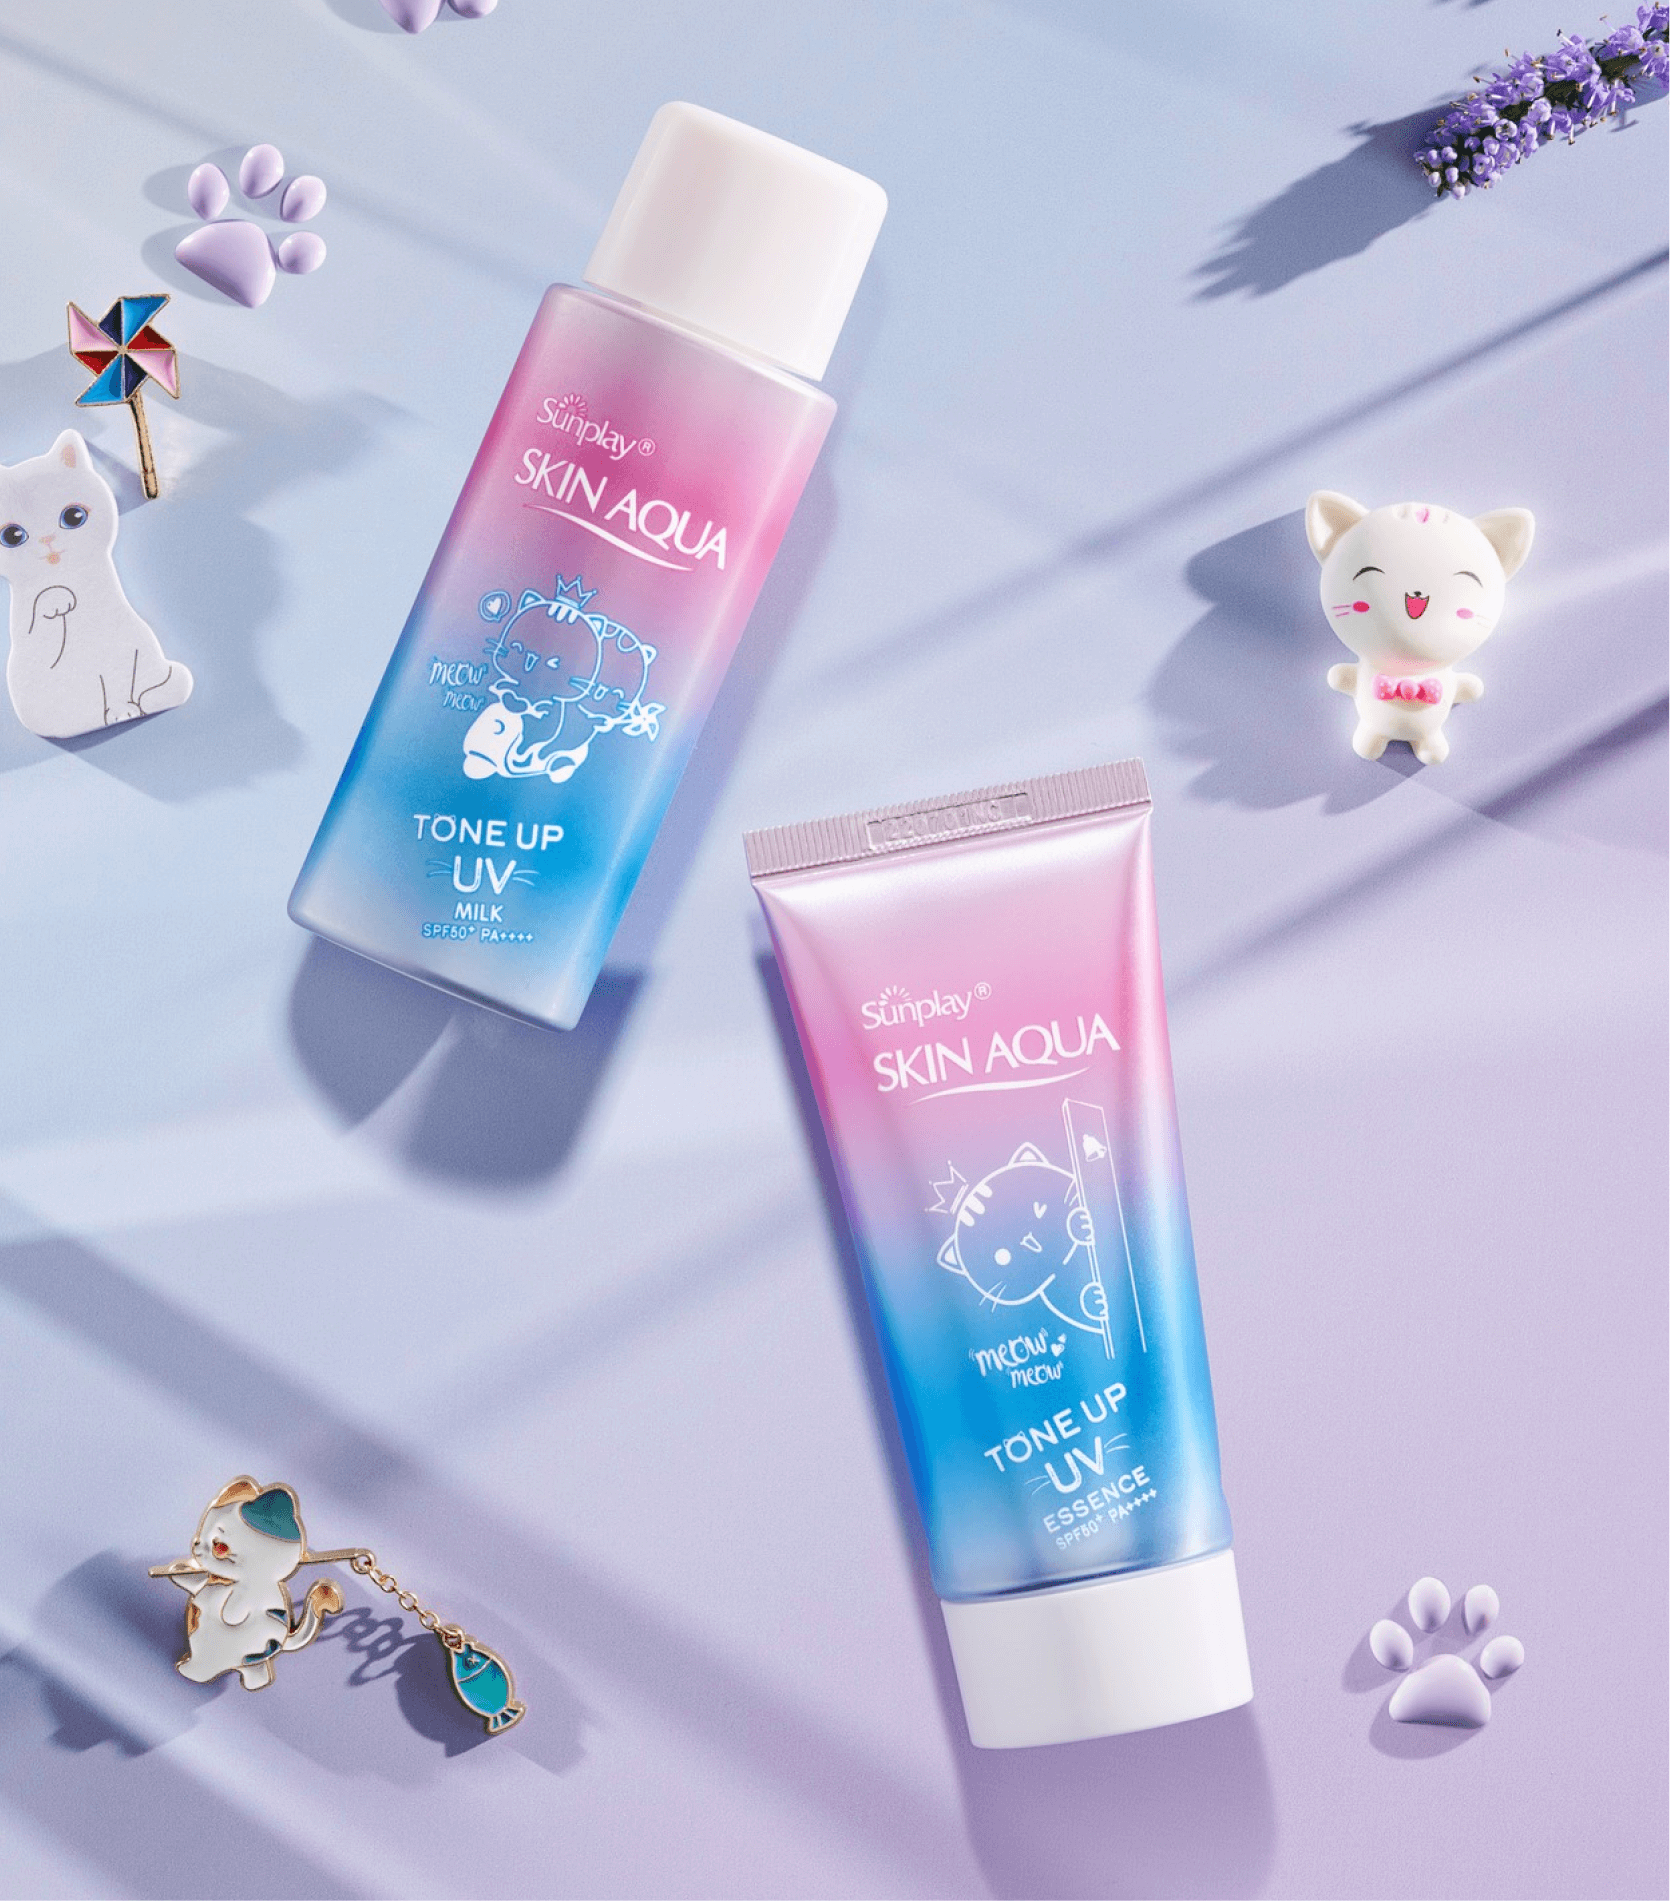 Sunplay®
SKIN AQUA
meow
meow
TONE UP
UV
MILK
SPF50+ PA++++
Sunplay®
SKIN AQUA
"meow"
"meow"
TONE UP
UV
ESSENCE
SPF50+ PA++++